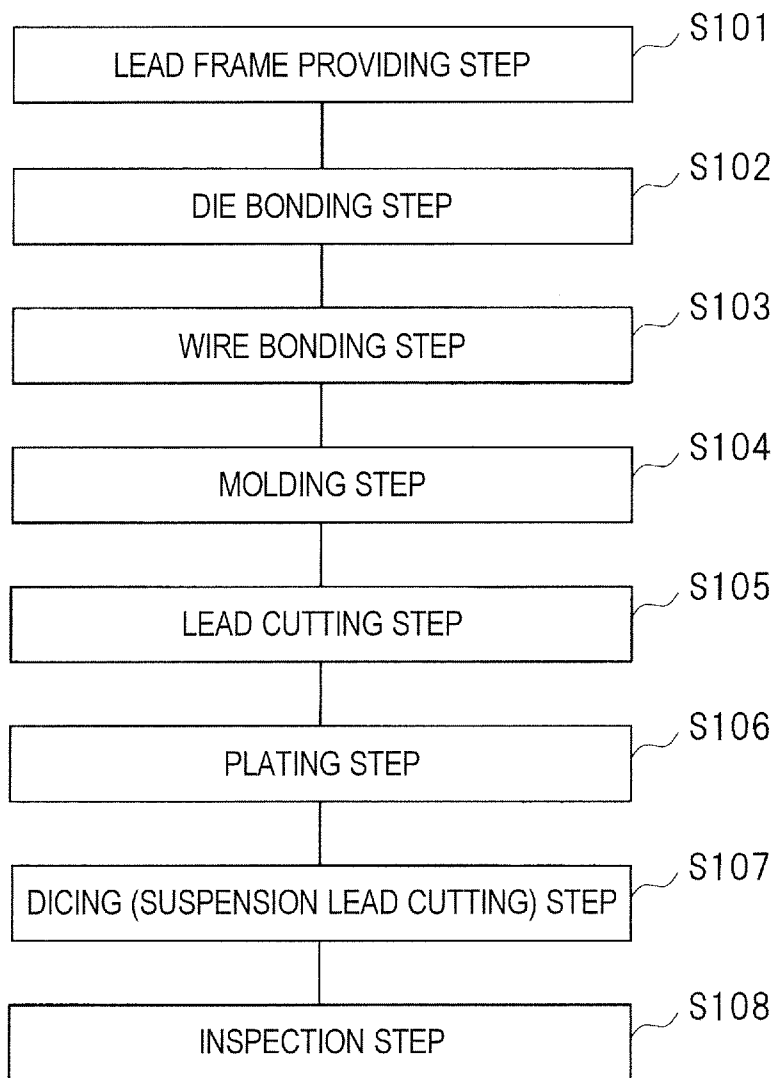 S101
LEAD FRAME PROVIDING STEP
S102
DIE BONDING STEP
S103
WIRE BONDING STEP
S104
MOLDING STEP
S105
LEAD CUTTING STEP
S106
PLATING STEP
S107
DICING (SUSPENSION LEAD CUTTING) STEP
S108
INSPECTION STEP